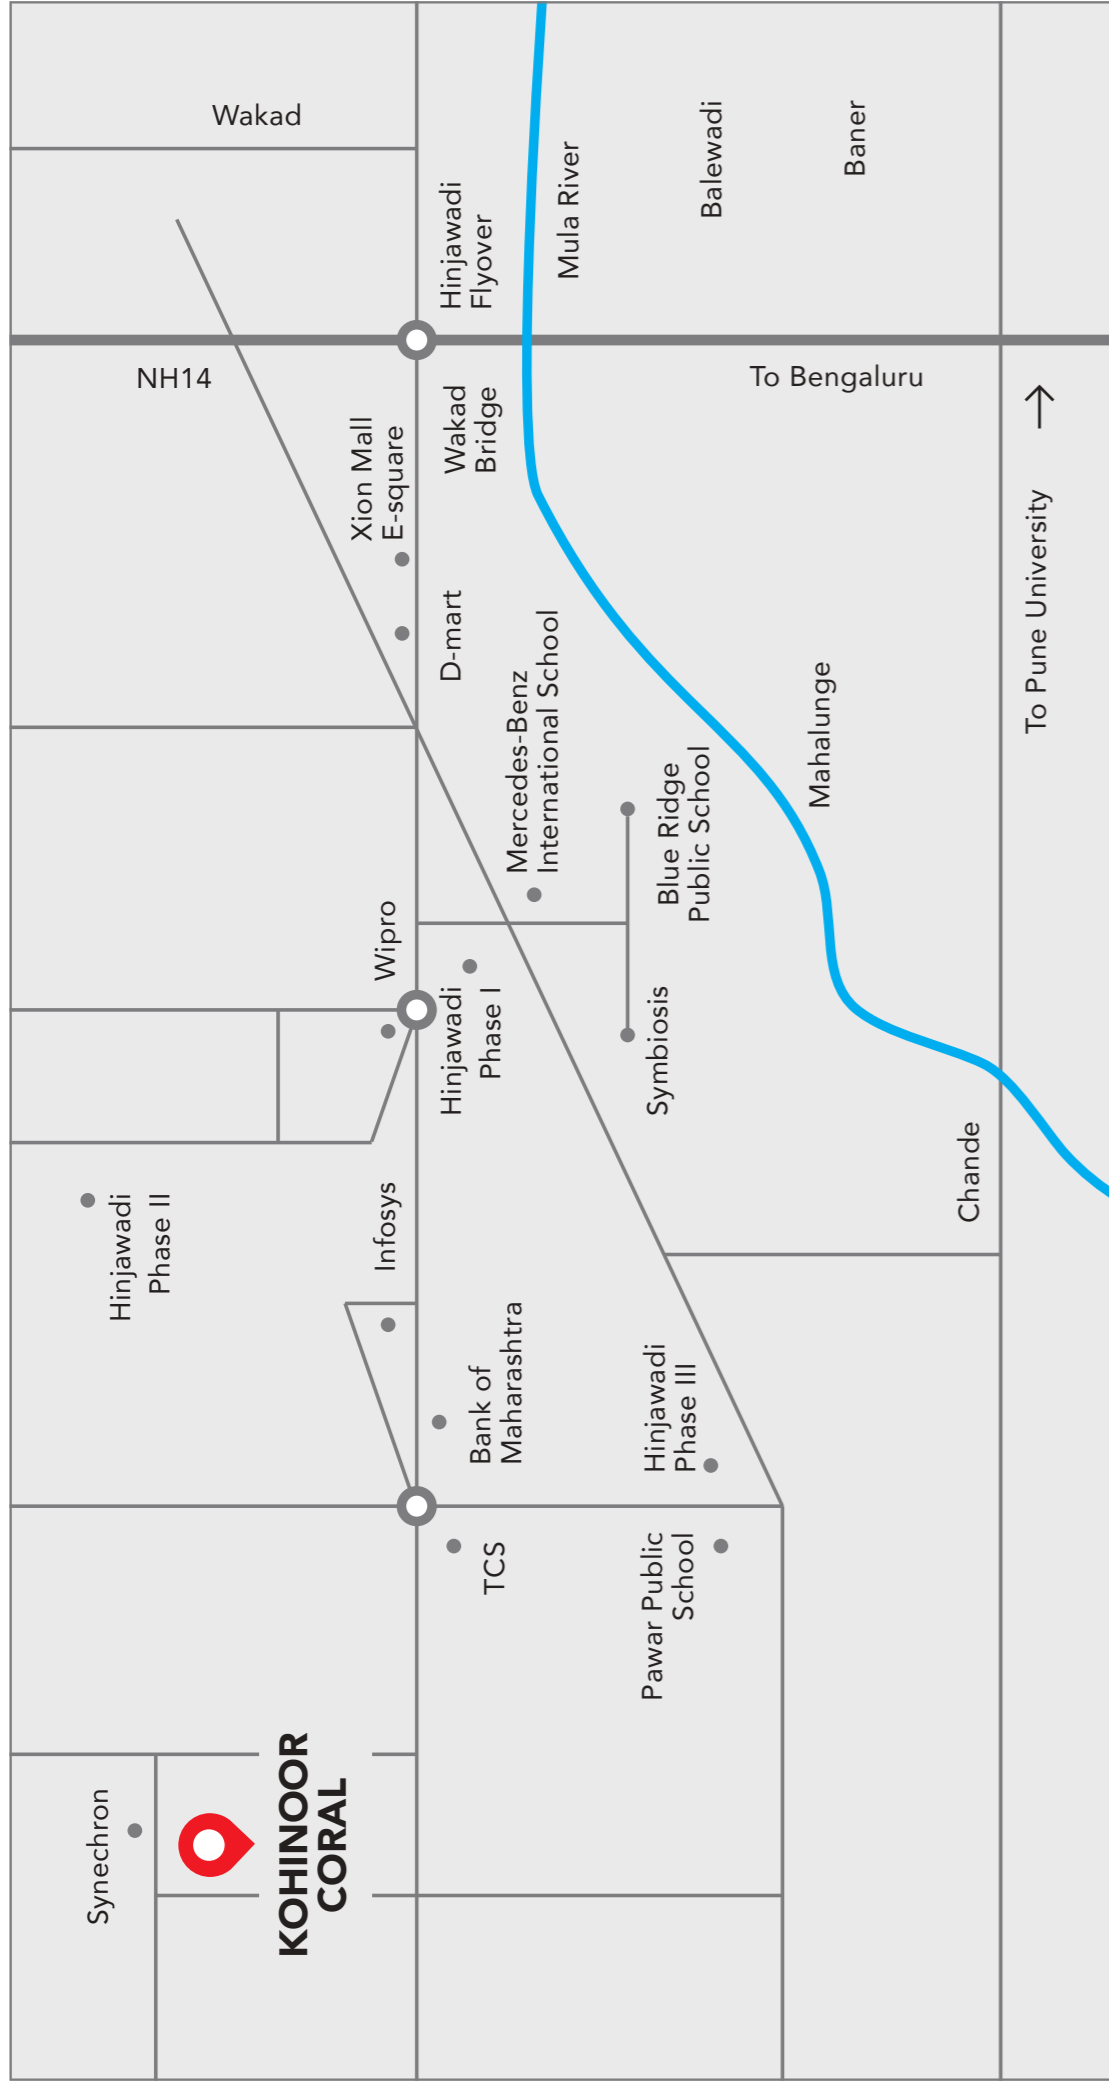 Wakad
NH14
Hinjawadi
Flyover
Mula River
Balewadi
Baner
To Bengaluru
Xion Mall
E-square
Wakad
Bridge
D-mart
Mercedes-Benz
International School
Blue Ridge
Public School
Mahalunge
To Pune University
Wipro
Hinjawadi
Phase I
Symbiosis
Chande
Hinjawadi
Phase II
Infosys
Bank of
Maharashtra
Hinjawadi
Phase III
TCS
Pawar Public
School
Synechron
KOHINOOR
CORAL